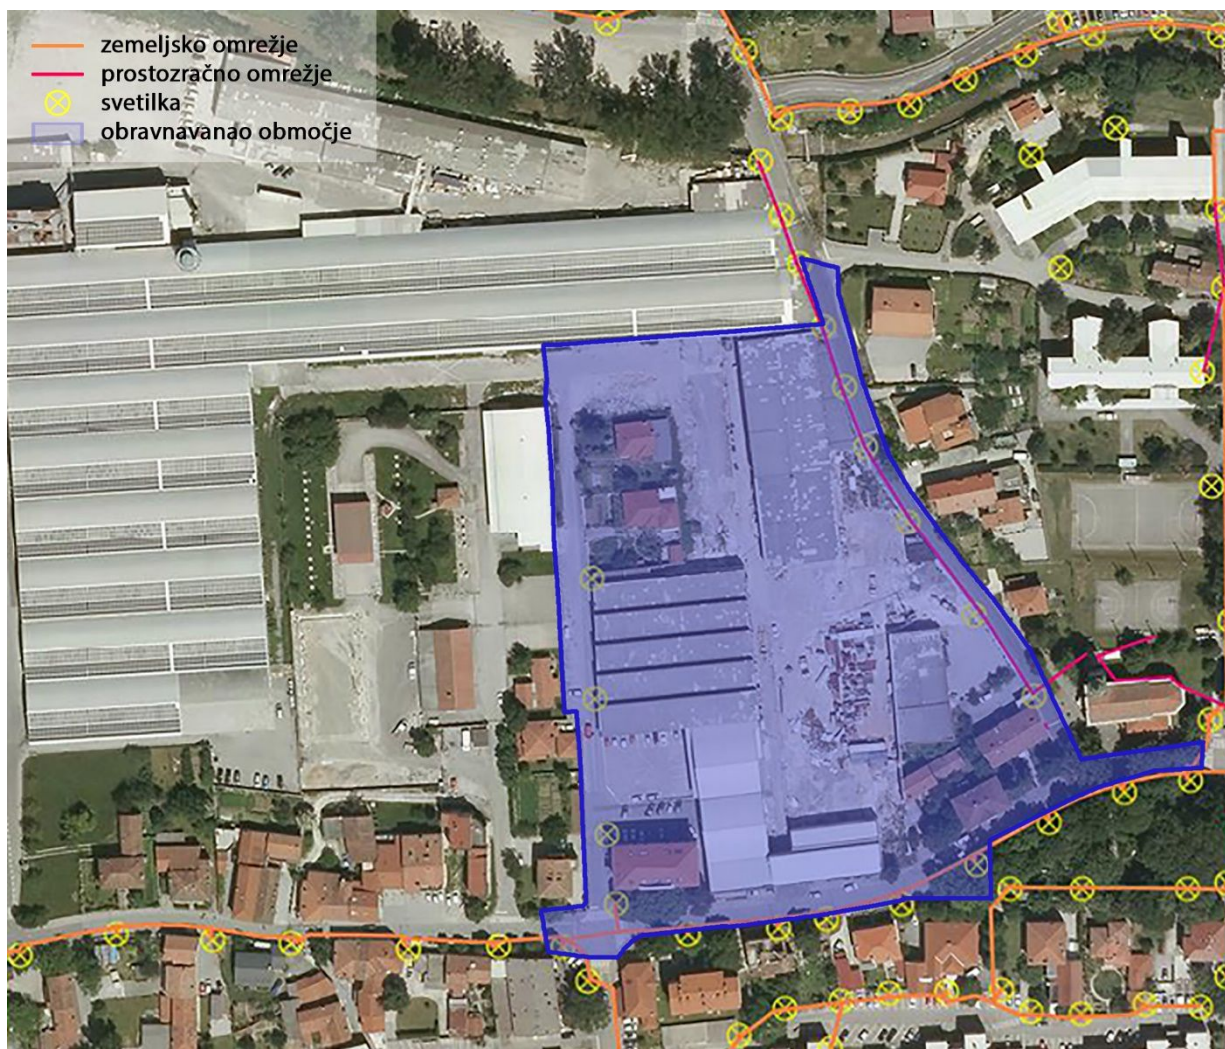 zemeljsko omrežje
prostozračno omrežje
svetilka
obravnavanao območje